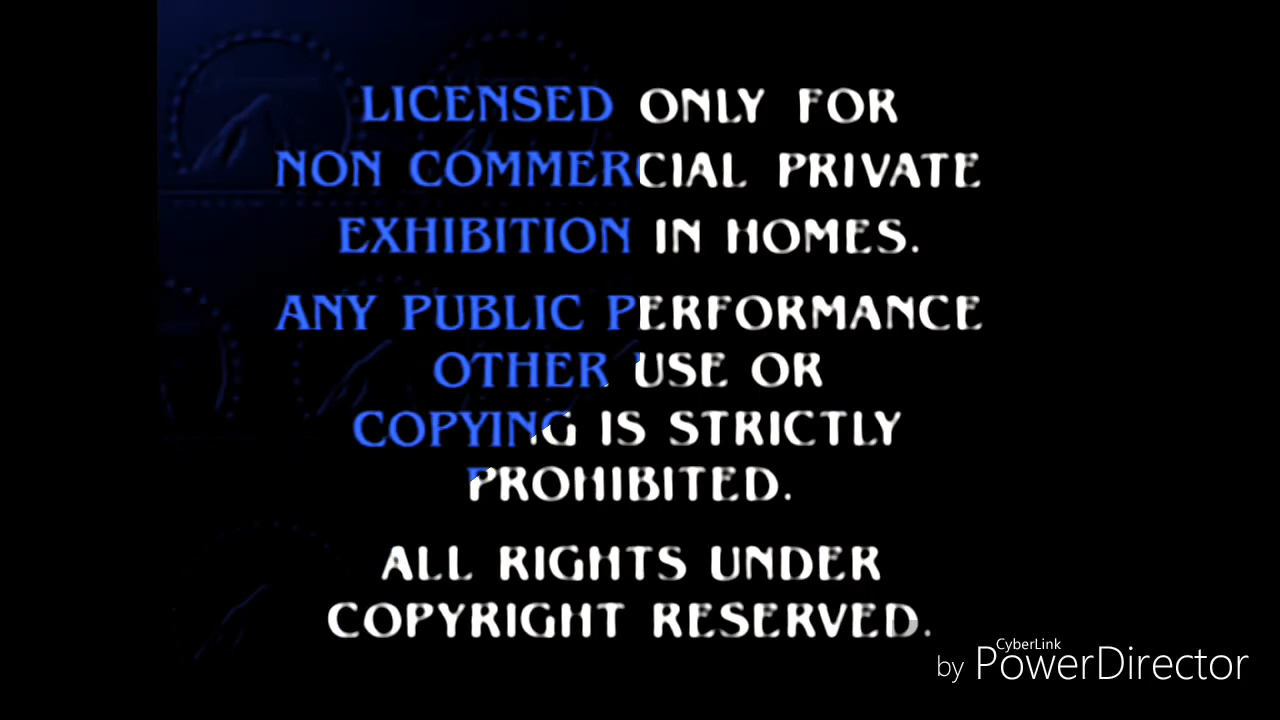 LICENSED ONLY FOR
NON COMMERCIAL PRIVATE
EXHIBITION IN HOMES.
ANY PUBLIC PERFORMANCE
OTHER USE OR
COPYING IS STRICTLY
PROHIBITED.
ALL RIGHTS UNDER
COPYRIGHT RESERVED.
CyberLink
by PowerDirector